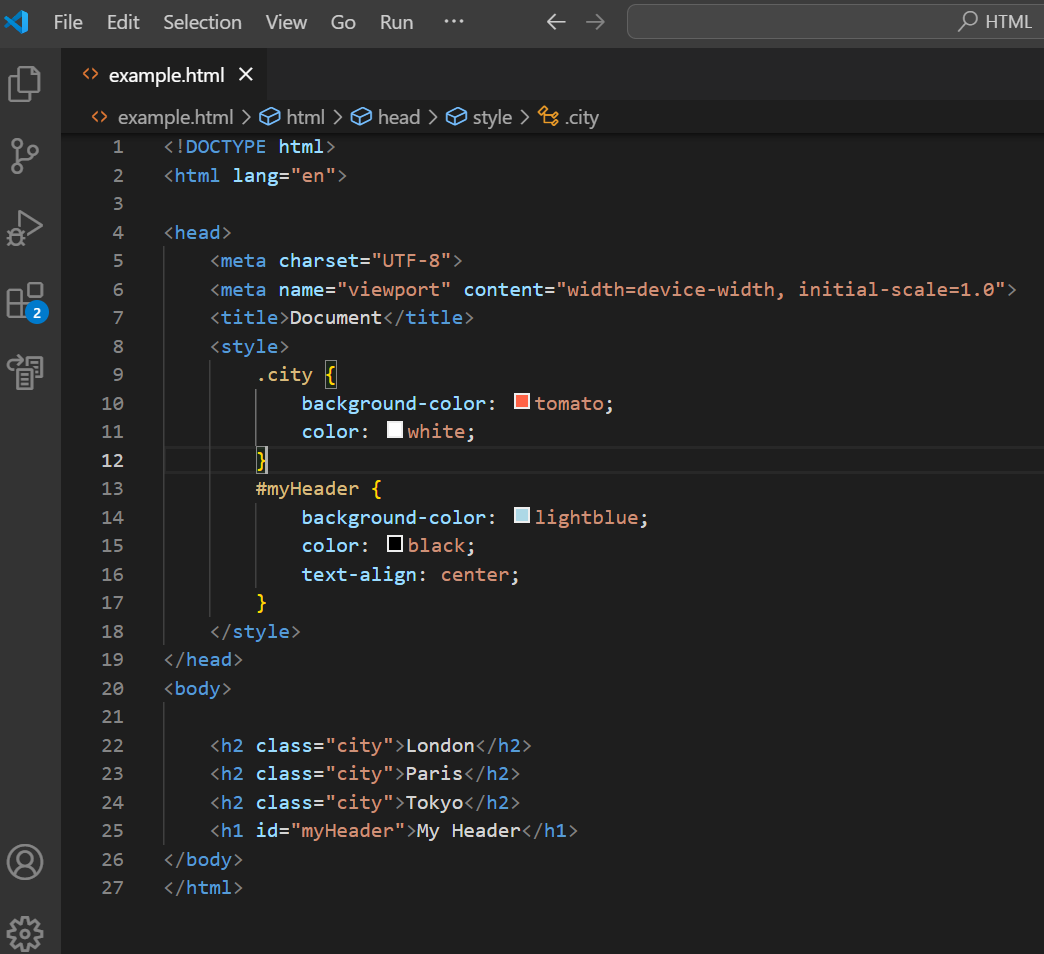 File Edit Selection View Go Run ··· HTML
example.html
example.html > html > head > style > .city
1 <!DOCTYPE html>
2 <html lang="en">
3
4 <head>
5     <meta charset="UTF-8">
6     <meta name="viewport" content="width=device-width, initial-scale=1.0">
7     <title>Document</title>
8     <style>
9         .city {
10             background-color: tomato;
11             color: white;
12         }
13         #myHeader {
14             background-color: lightblue;
15             color: black;
16             text-align: center;
17         }
18     </style>
19 </head>
20 <body>
21
22     <h2 class="city">London</h2>
23     <h2 class="city">Paris</h2>
24     <h2 class="city">Tokyo</h2>
25     <h1 id="myHeader">My Header</h1>
26 </body>
27 </html>
2